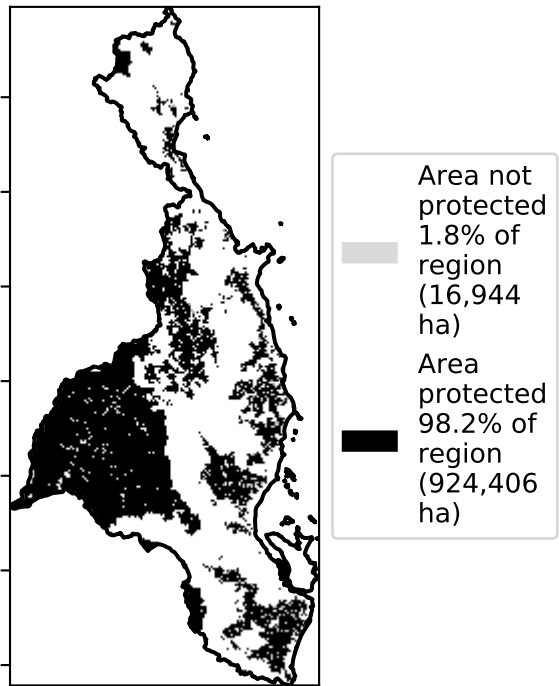 Area not
protected
1.8% of
region
(16,944
ha)
Area
protected
98.2% of
region
(924,406
ha)